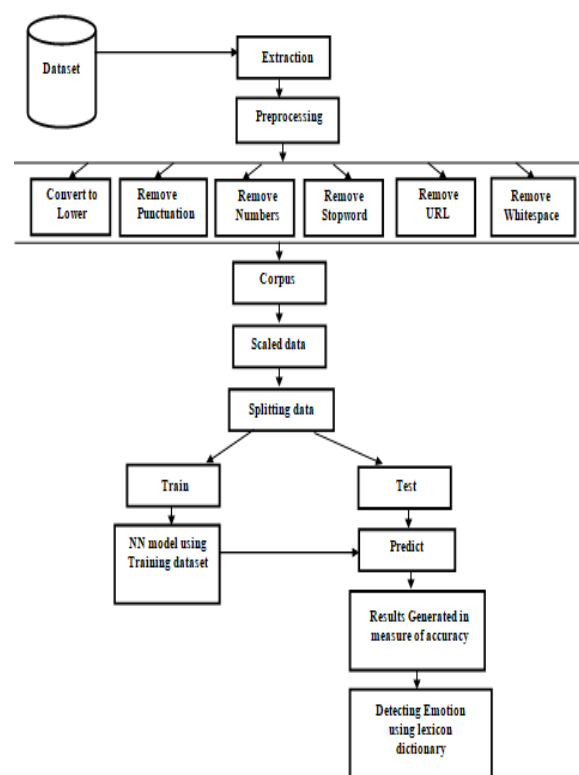 Dataset
Extraction
Preprocessing
Convert to
Lower
Remove
Punctuation
Remove
Numbers
Remove
Stopword
Remove
URL
Remove
Whitespace
Corpus
Scaled data
Splitting data
Train
Test
NN model using
Training dataset
Predict
Results Generated in
measure of accuracy
Detecting Emotion
using lexicon
dictionary